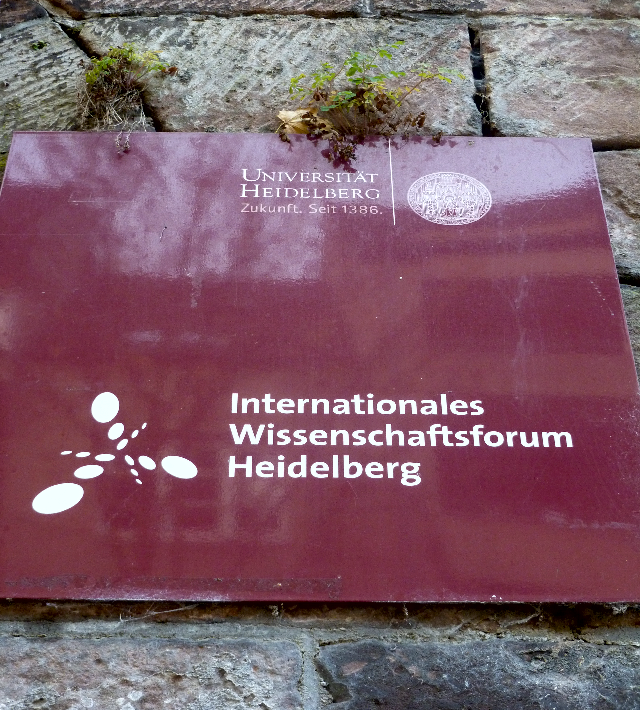 UNIVERSITÄT
HEIDELBERG
Zukunft. Seit 1386.
Internationales
Wissenschaftsforum
Heidelberg